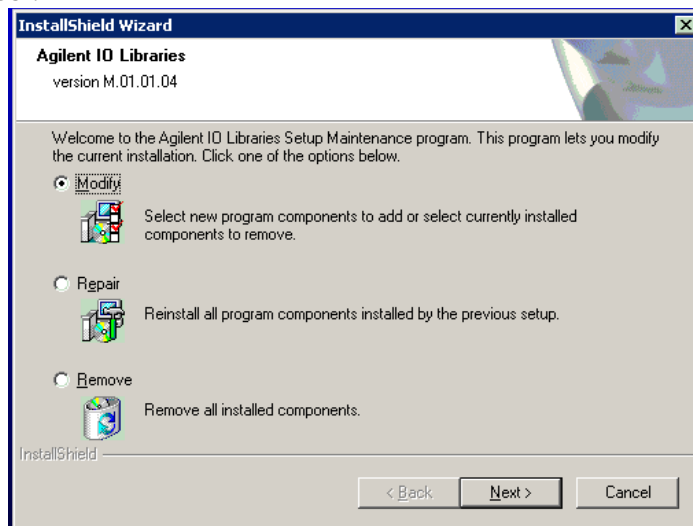 InstallShield Wizard
Agilent IO Libraries
version M.01.01.04
Welcome to the Agilent IO Libraries Setup Maintenance program. This program lets you modify
the current installation. Click one of the options below.
Modify
Select new program components to add or select currently installed
components to remove.
Repair
Reinstall all program components installed by the previous setup.
Remove
Remove all installed components.
InstallShield
< Back
Next >
Cancel